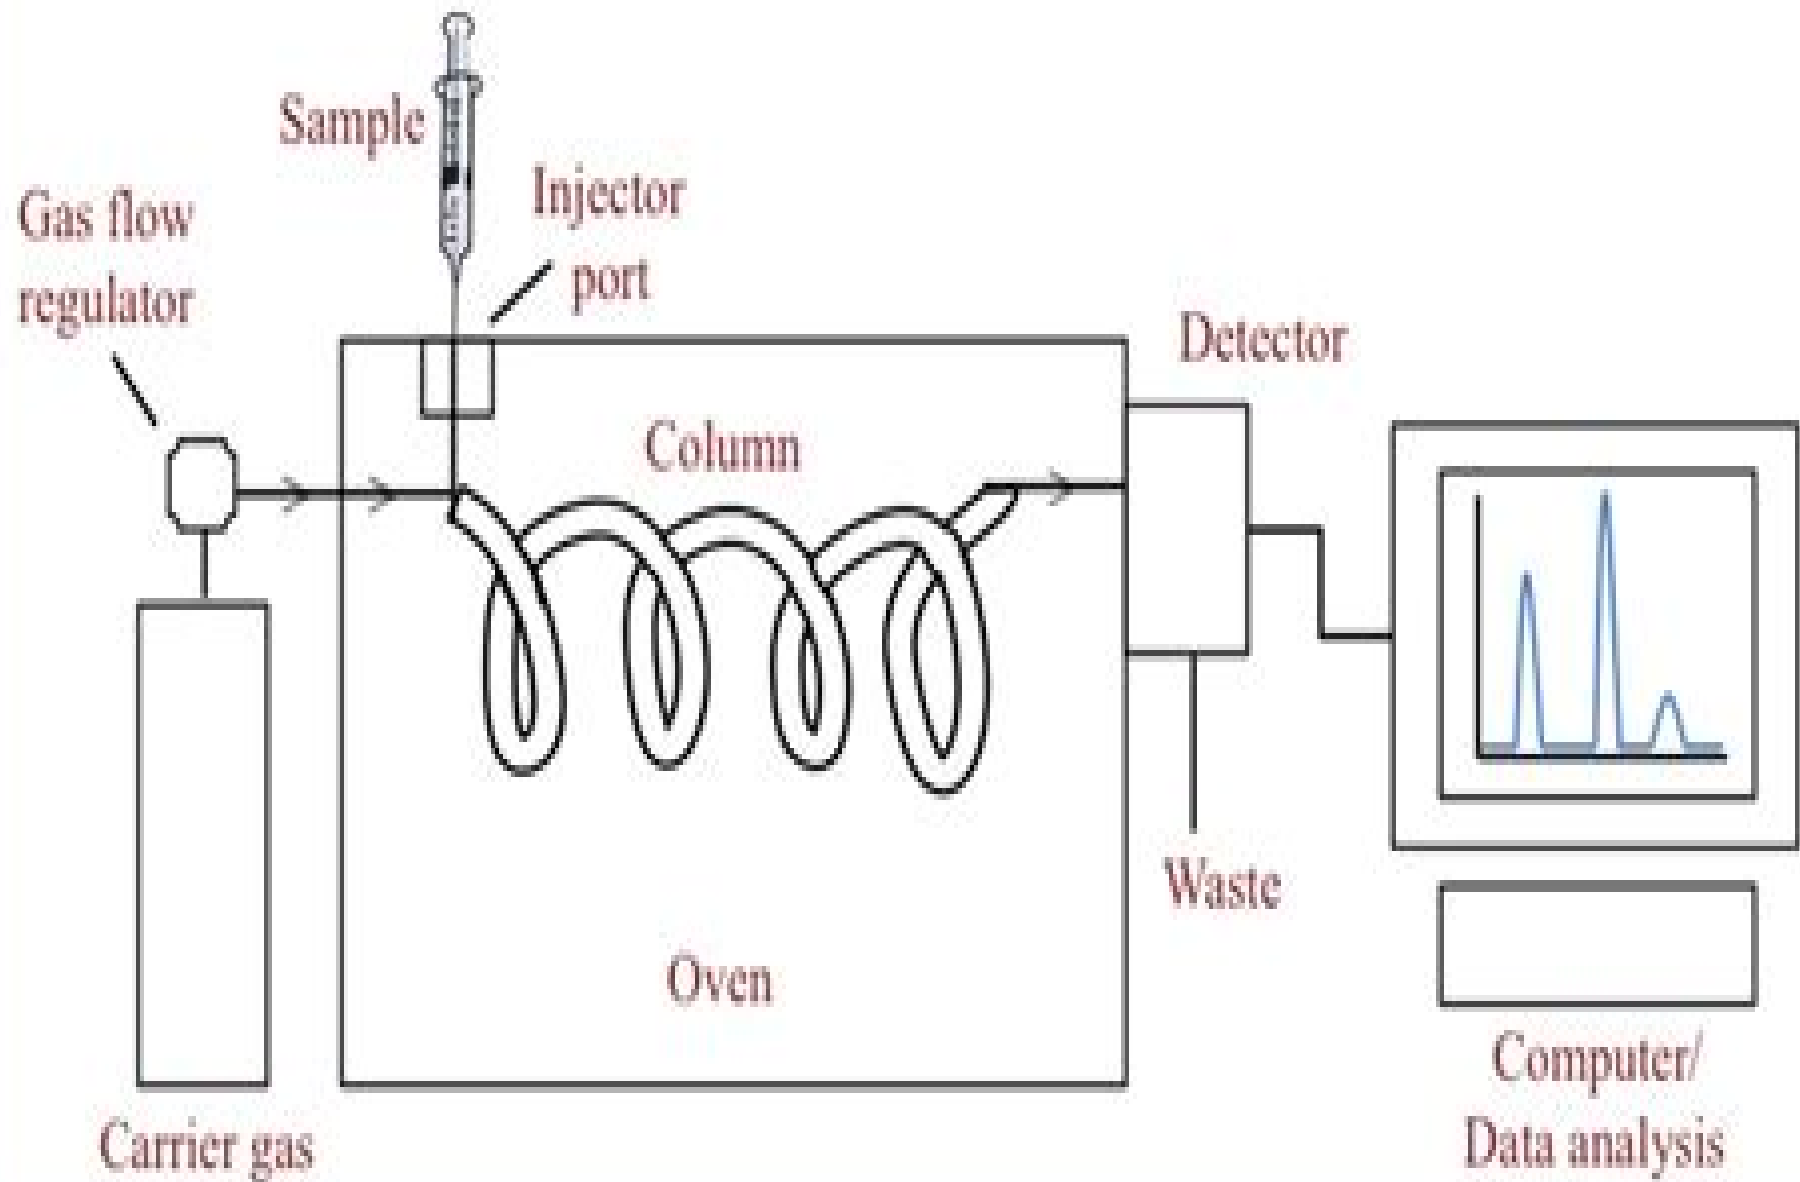 Sample
Injector
port
Gas flow
regulator
Detector
Column
Waste
Oven
Computer/
Data analysis
Carrier gas